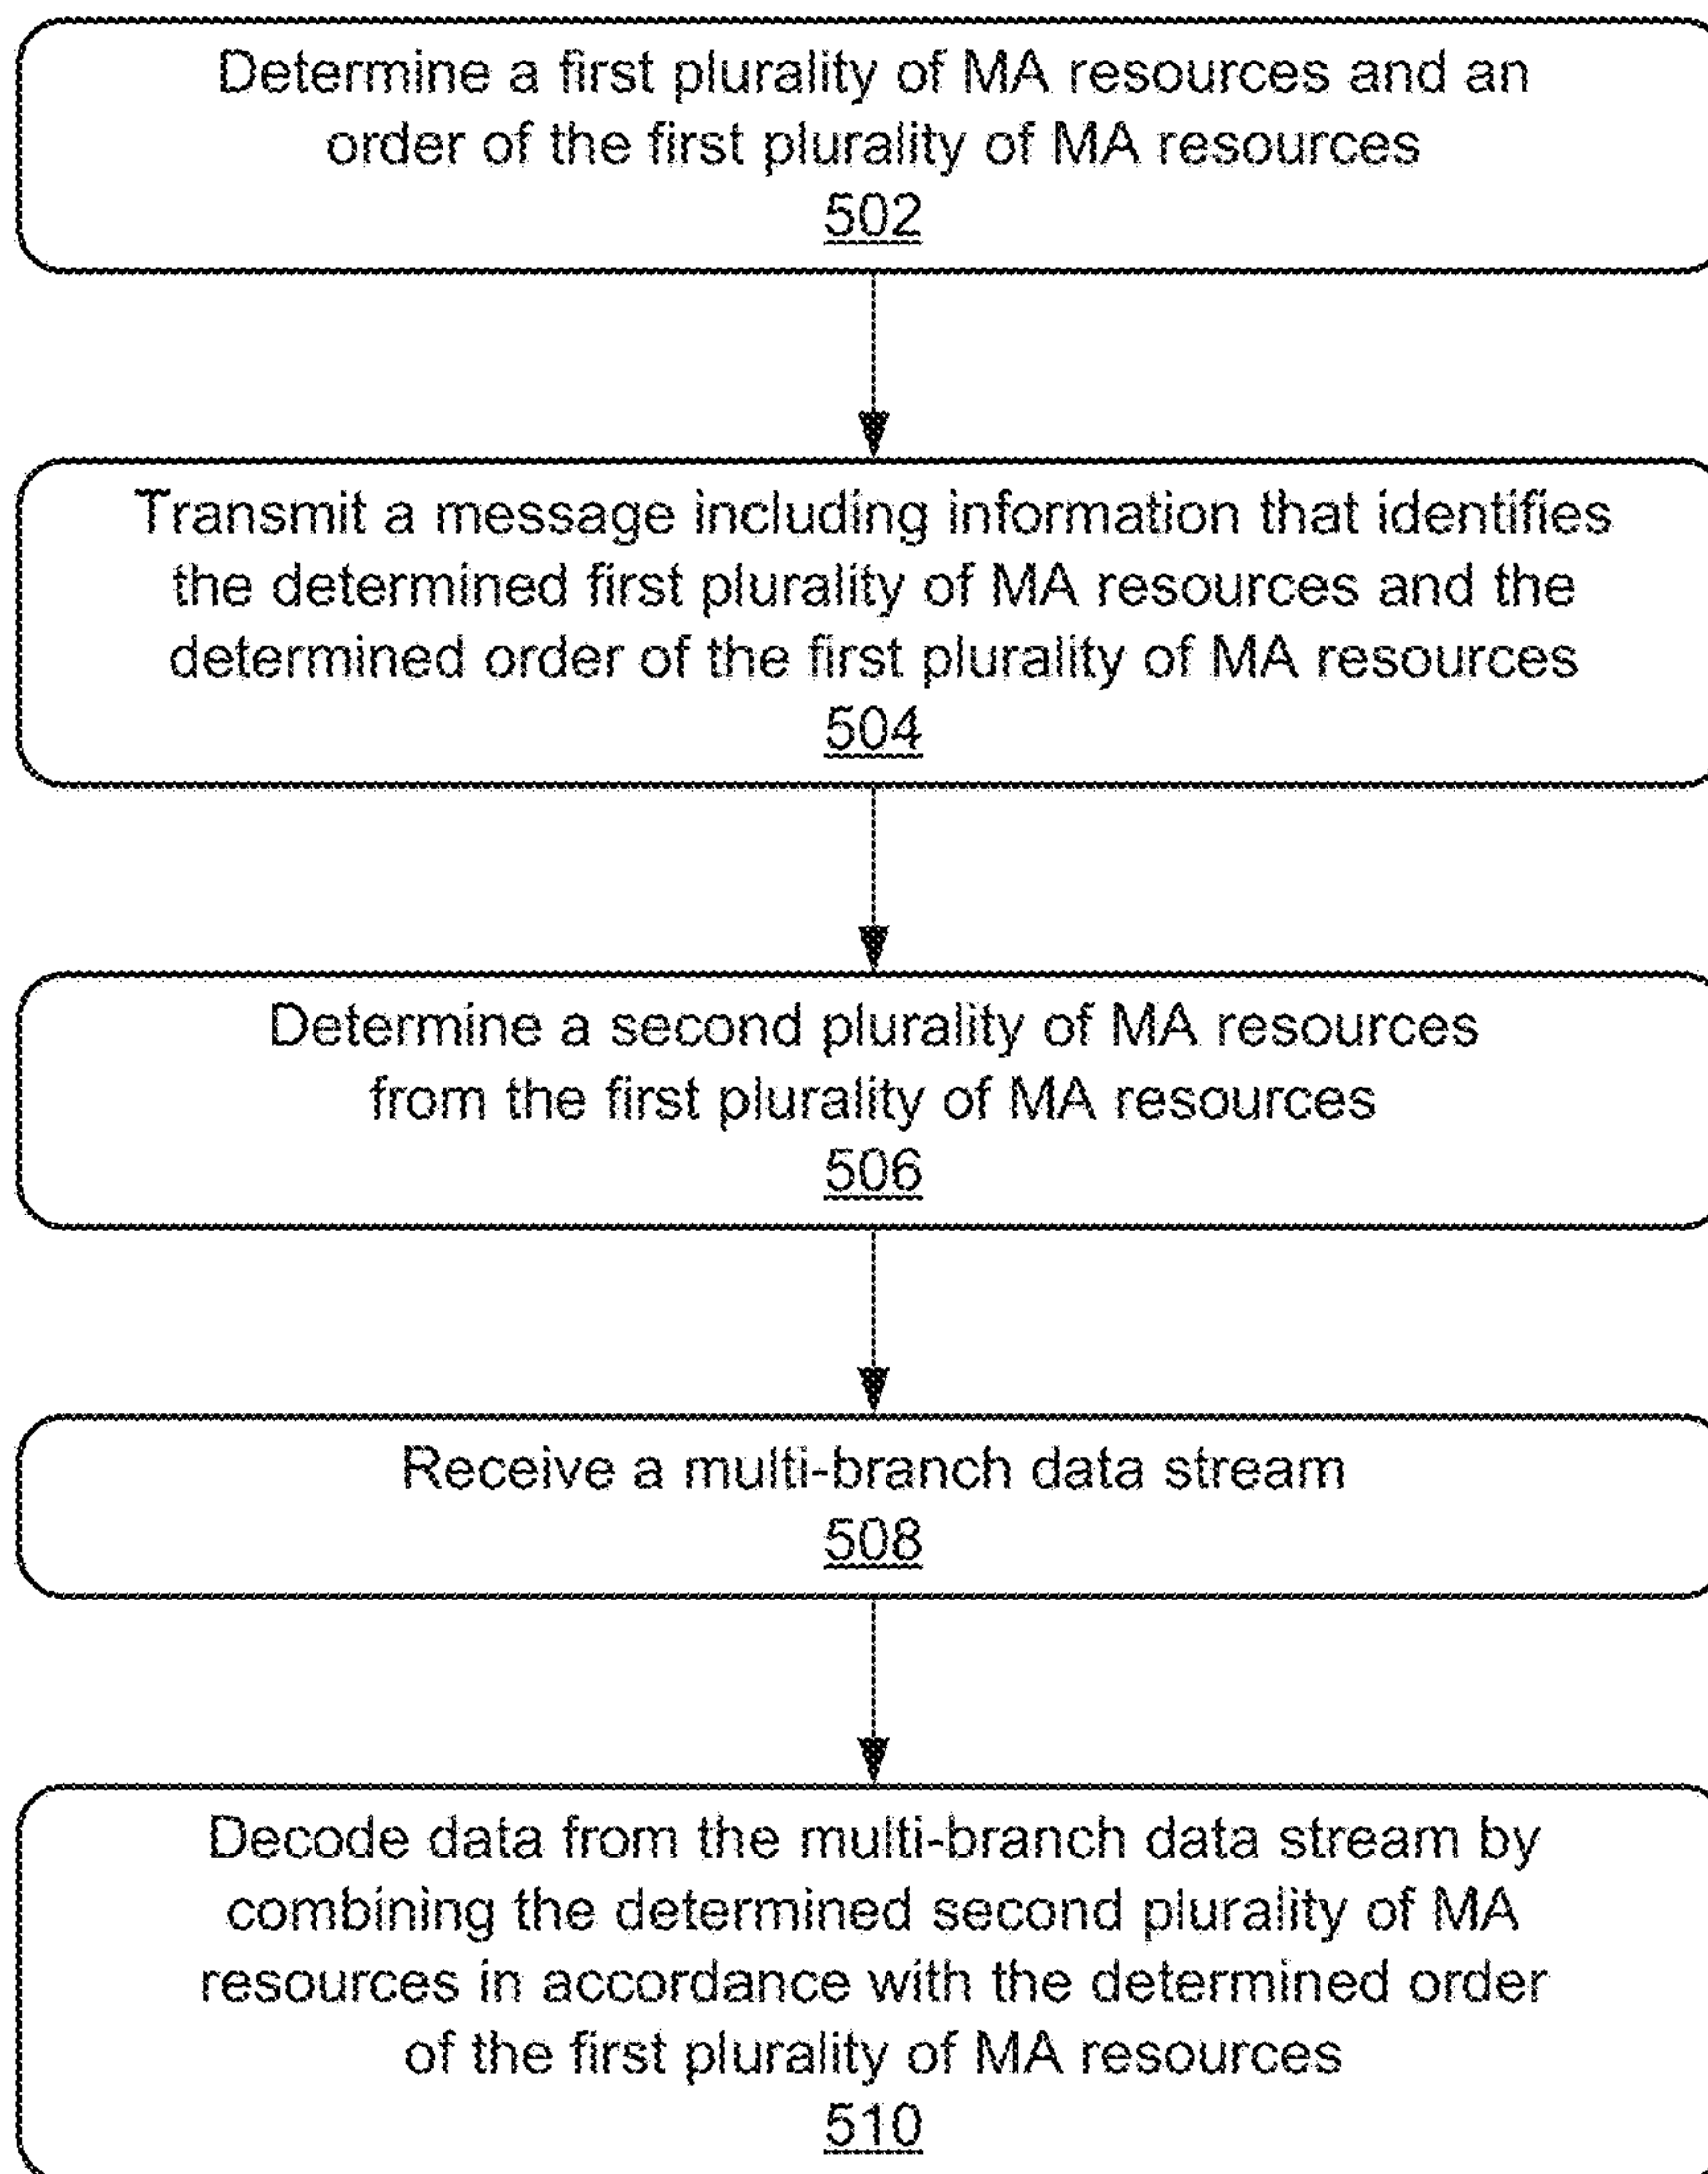 Determine a first plurality of MA resources and an
order of the first plurality of MA resources
502
Transmit a message including information that identifies
the determined first plurality of MA resources and the
determined order of the first plurality of MA resources
504
Determine a second plurality of MA resources
from the first plurality of MA resources
506
Receive a multi-branch data stream
508
Decode data from the multi-branch data stream by
combining the determined second plurality of MA
resources in accordance with the determined order
of the first plurality of MA resources
510